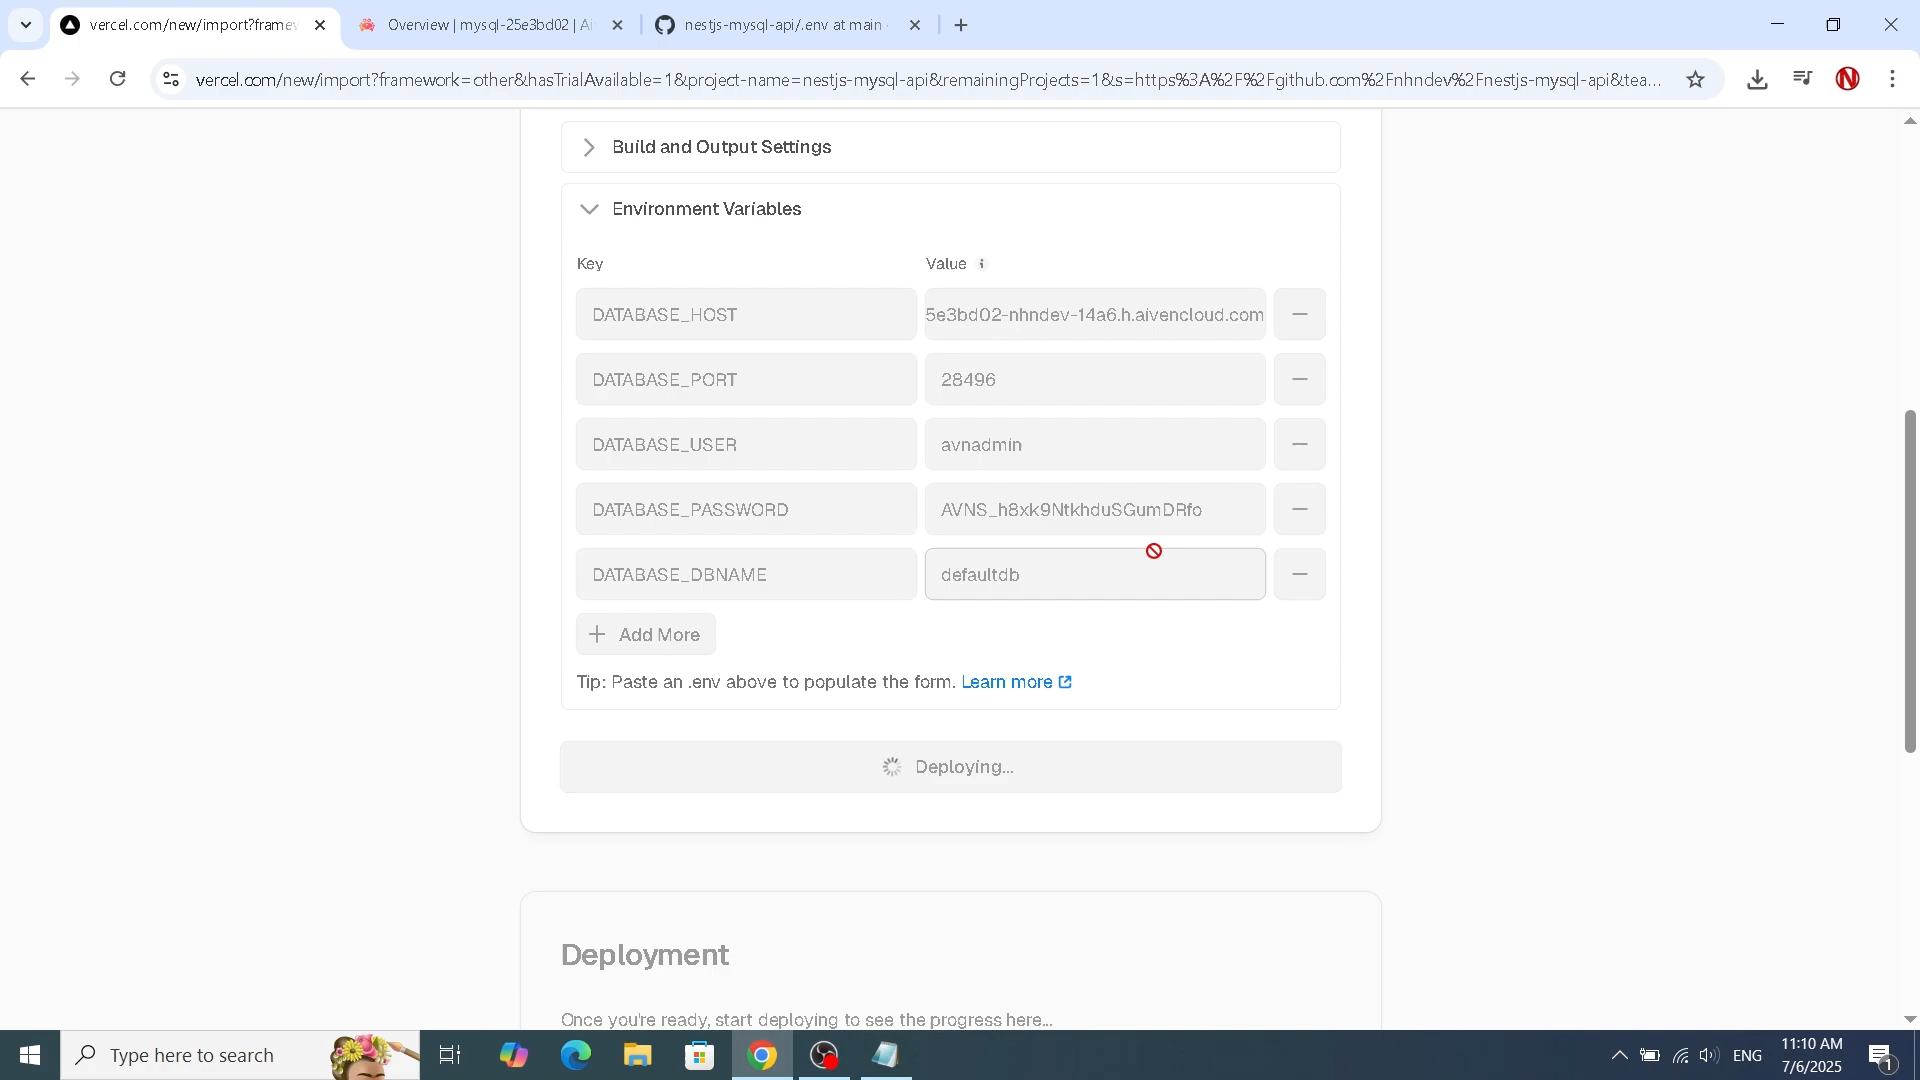 vercel.com/new/import?framew
Overview | mysql-25e3bd02 | Ai
nestjs-mysql-api/.env at main
vercel.com/new/import?framework=other&hasTrialAvailable=1&project-name=nestjs-mysql-api&remainingProjects=1&s=https%3A%2F%2Fgithub.com%2Fnhndev%2Fnestjs-mysql-api&tea...
Build and Output Settings
Environment Variables
Key Value
DATABASE_HOST 5e3bd02-nhndev-14a6.h.aivencloud.com
DATABASE_PORT 28496
DATABASE_USER avnadmin
DATABASE_PASSWORD AVNS_h8xk9NtkhduSGumDRfo
DATABASE_DBNAME defaultdb
Add More
Tip: Paste an .env above to populate the form. Learn more
Deploying...
Deployment
Once you're ready, start deploying to see the progress here...
Type here to search
ENG
11:10 AM
7/6/2025
1